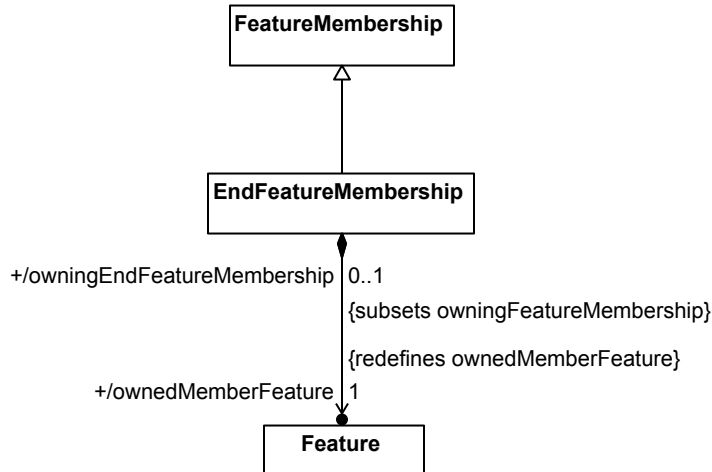 FeatureMembership
EndFeatureMembership
+/owningEndFeatureMembership 0..1
{subsets owningFeatureMembership}
{redefines ownedMemberFeature}
+/ownedMemberFeature 1
Feature